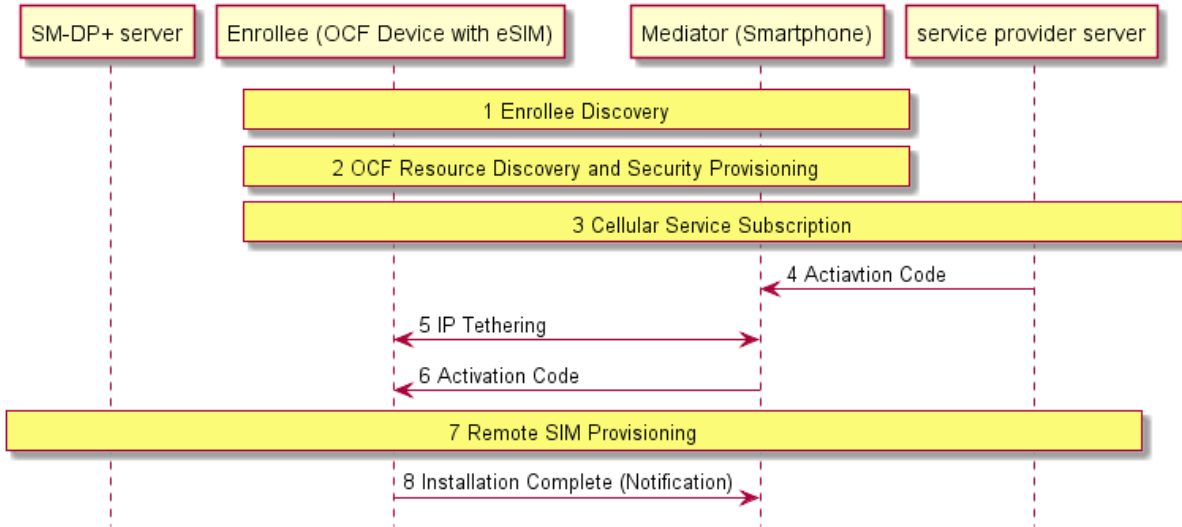 SM-DP+ server
Enrollee (OCF Device with eSIM)
Mediator (Smartphone)
service provider server
1 Enrollee Discovery
2 OCF Resource Discovery and Security Provisioning
3 Cellular Service Subscription
4 Actiavtion Code
5 IP Tethering
6 Activation Code
7 Remote SIM Provisioning
8 Installation Complete (Notification)